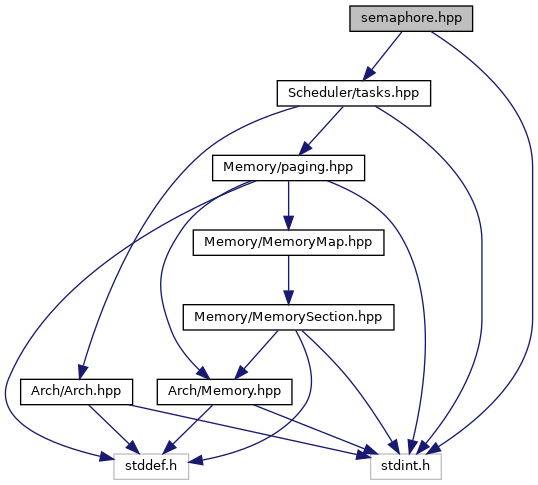 semaphore.hpp
Scheduler/tasks.hpp
Memory/paging.hpp
Memory/MemoryMap.hpp
Memory/MemorySection.hpp
Arch/Arch.hpp
Arch/Memory.hpp
stddef.h
stdint.h